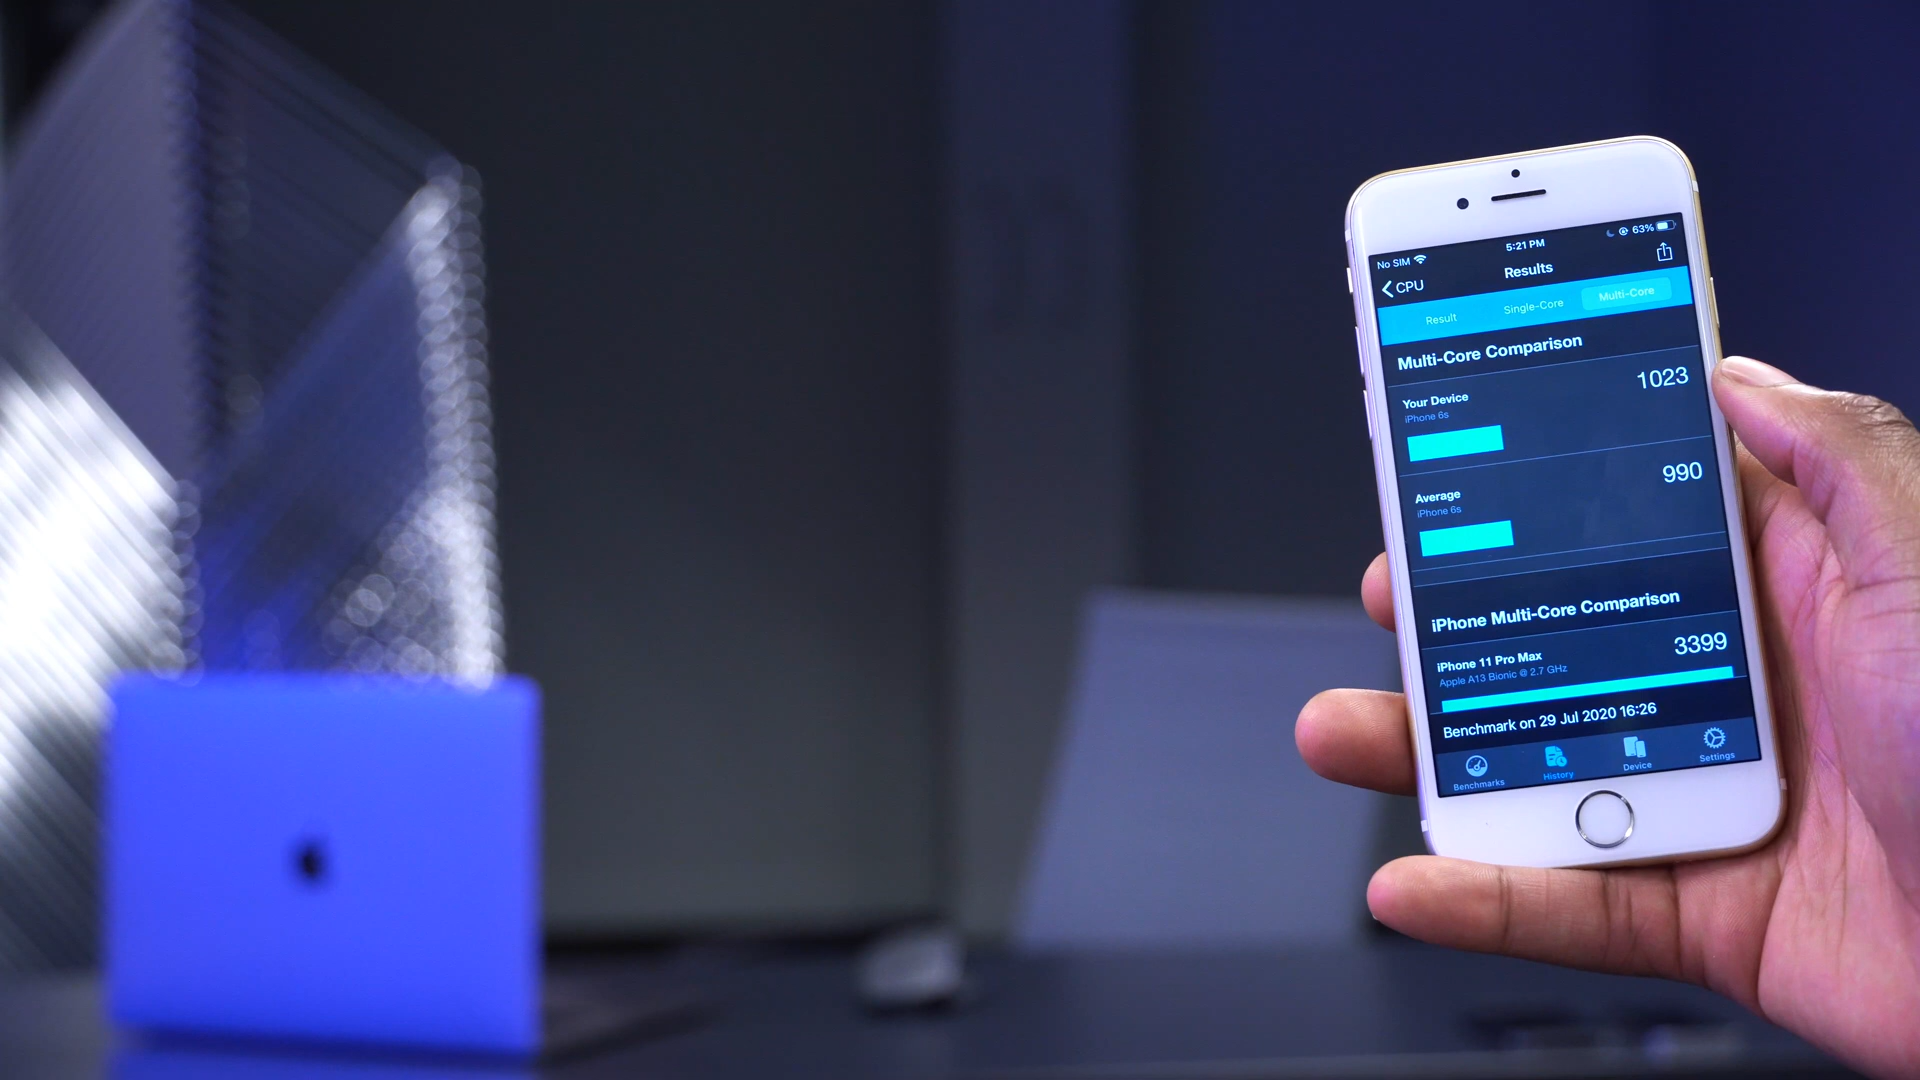 No SIM
5:21 PM
63%
CPU
Results
Result
Single-Core
Multi-Core
Multi-Core Comparison
Your Device
1023
iPhone 6s
Average
990
iPhone 6s
iPhone Multi-Core Comparison
iPhone 11 Pro Max
3399
Apple A13 Bionic @ 2.7 GHz
Benchmark on 29 Jul 2020 16:26
Benchmarks
History
Device
Settings